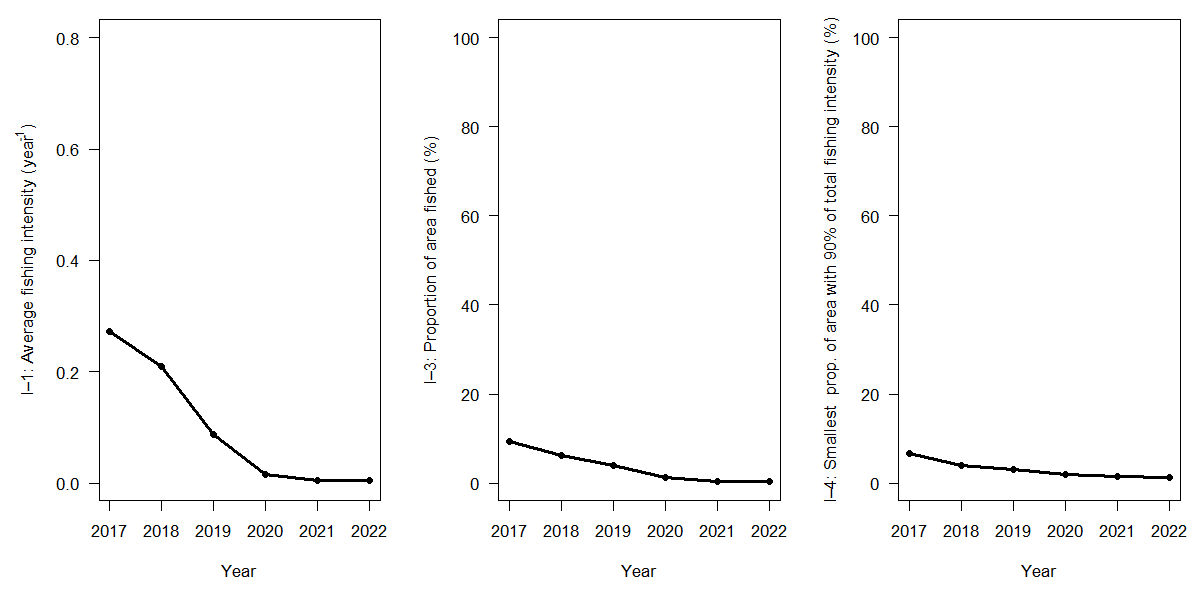 I−1: Average fishing intensity (year-1)
0.8
0.6
0.4
0.2
0.0
2017 2018 2019 2020 2021 2022
Year
I−3: Proportion of area fished (%)
100
80
60
40
20
0
2017 2018 2019 2020 2021 2022
Year
I−4: Smallest prop. of area with 90% of total fishing intensity (%)
100
80
60
40
20
0
2017 2018 2019 2020 2021 2022
Year